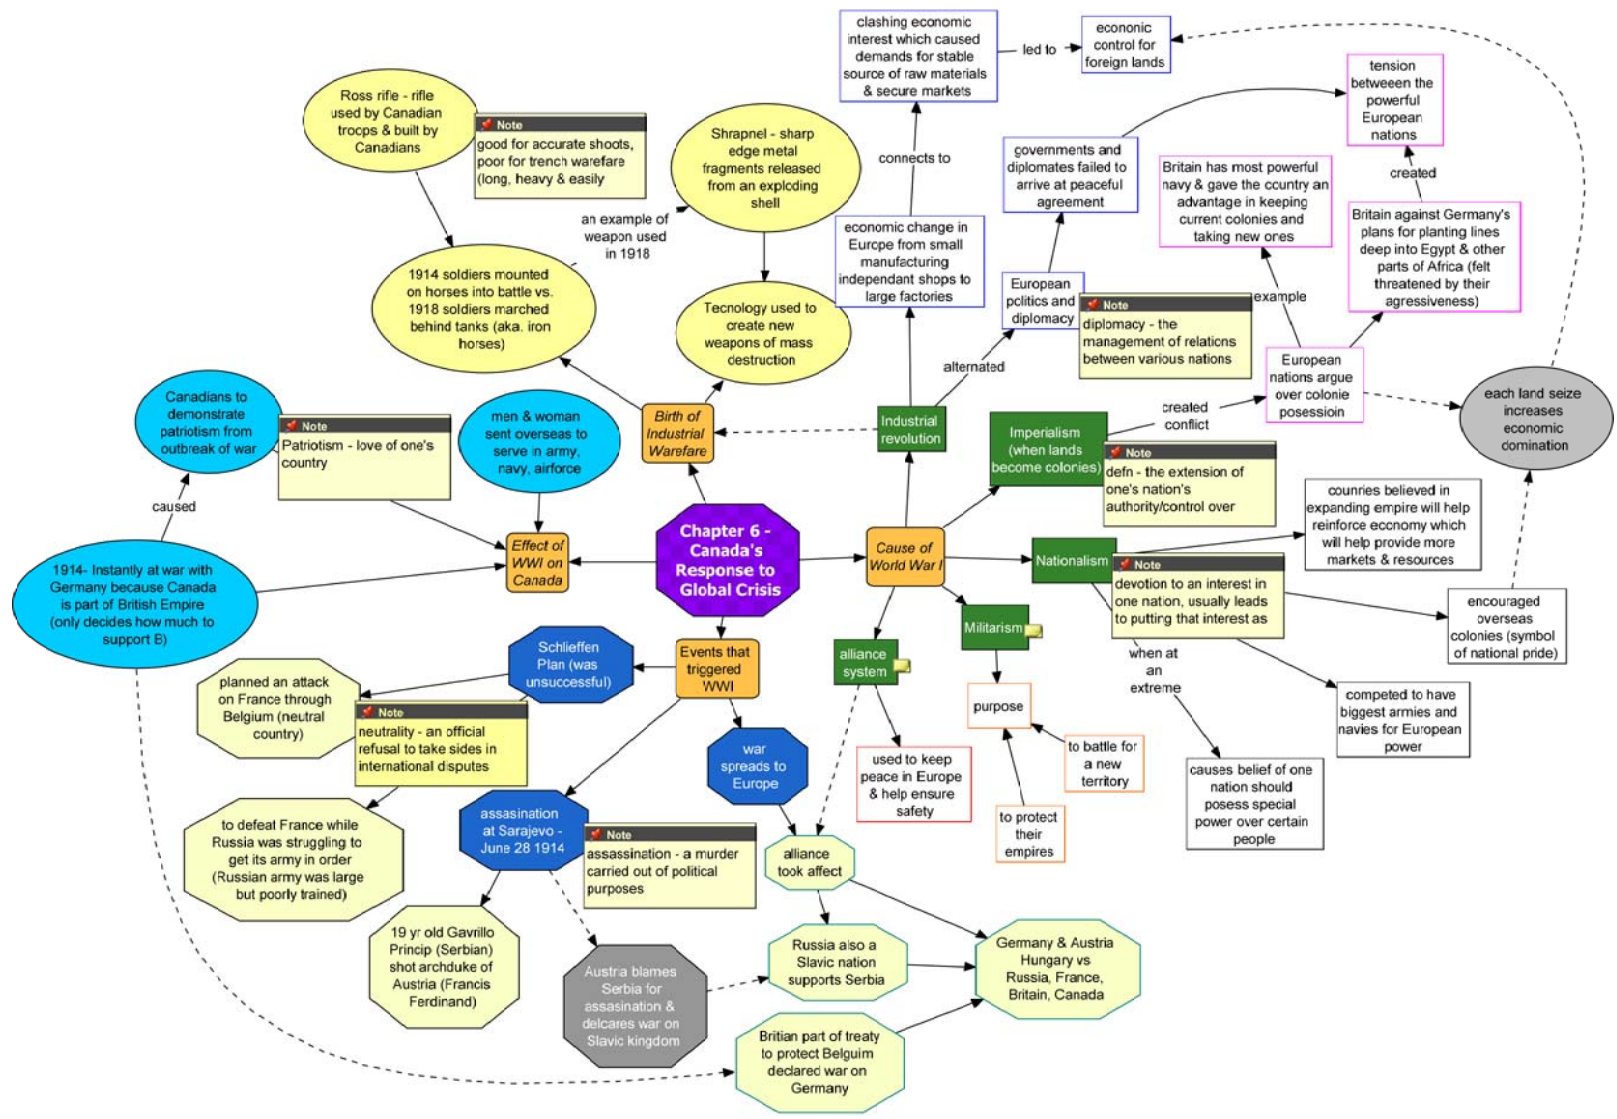 clashing economic
interest which caused
demands for stable
source of raw materials
& secure markets
led to
econonic
control for
foreign lands
tension
betweeen the
powerful
European
nations
Ross rifle - rifle
used by Canadian
troops & built by
Canadians
Note
good for accurate shoots,
poor for trench warefare
(long, heavy & easily
Shrapnel - sharp
edge metal
fragments released
from an exploding
shell
connects to
governments and
diplomates failed to
arrive at peaceful
agreement
Britain has most powerful
navy & gave the country an
advantage in keeping
current colonies and
taking new ones
created
Britain against Germany's
plans for planting lines
deep into Egypt & other
parts of Africa (felt
threatened by their
agressiveness)
an example of
weapon used
in 1918
economic change in
Europe from small
manufacturing
independant shops to
large factories
1914 soldiers mounted
on horses into battle vs.
1918 soldiers marched
behind tanks (aka. iron
horses)
Tecnology used to
create new
weapons of mass
destruction
European
politics and
diplomacy
Note
diplomacy - the
management of relations
between various nations
example
alternated
European
nations argue
over colonie
posessioin
each land seize
increases
economic
domination
Canadians to
demonstrate
patriotism from
outbreak of war
Note
Patriotism - love of one's
country
men & woman
sent overseas to
serve in army,
navy, airforce
Birth of
Industrial
Warefare
Industrial
revolution
Imperialism
(when lands
become colonies)
created
conflict
Note
defn - the extension of
one's nation's
authority/control over
caused
1914- Instantly at war with
Germany because Canada
is part of British Empire
(only decides how much to
support B)
Effect of
WWI on
Canada
Chapter 6 -
Canada's
Response to
Global Crisis
Cause of
World War I
Nationalism
Note
devotion to an interest in
one nation, usually leads
to putting that interest as
counries believed in
expanding empire will help
reinforce economy which
will help provide more
markets & resources
encouraged
overseas
colonies (symbol
of national pride)
Militarism
alliance
system
when at
an
extreme
competed to have
biggest armies and
navies for European
power
causes belief of one
nation should
posess special
power over certain
people
purpose
to battle for
a new
territory
to protect
their
empires
used to keep
peace in Europe
& help ensure
safety
Schlieffen
Plan (was
unsuccessful)
Events that
triggered
WWI
planned an attack
on France through
Belgium (neutral
country)
Note
neutrality - an official
refusal to take sides in
international disputes
war
spreads to
Europe
to defeat France while
Russia was struggling to
get its army in order
(Russian army was large
but poorly trained)
assasination
at Sarajevo -
June 28 1914
Note
assassination - a murder
carried out of political
purposes
alliance
took affect
19 yr old Gavrillo
Princip (Serbian)
shot archduke of
Austria (Francis
Ferdinand)
Austria blames
Serbia for
assasination &
delcares war on
Slavic kingdom
Russia also a
Slavic nation
supports Serbia
Germany & Austria
Hungary vs
Russia, France,
Britain, Canada
Britian part of treaty
to protect Belguim
declared war on
Germany